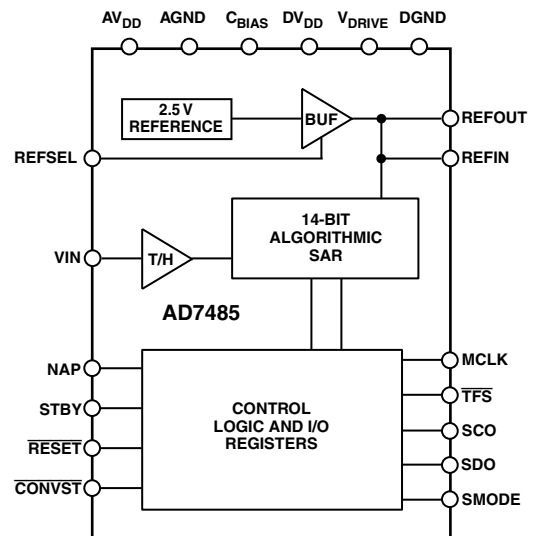 AVDD AGND CBIAS DVDD VDRIVE DGND
2.5 V
REFERENCE
BUF
REFOUT
REFSEL
REFIN
14-BIT
ALGORITHMIC
SAR
VIN
T/H
AD7485
NAP
STBY
RESET
CONVST
CONTROL
LOGIC AND I/O
REGISTERS
MCLK
TFS
SCO
SDO
SMODE